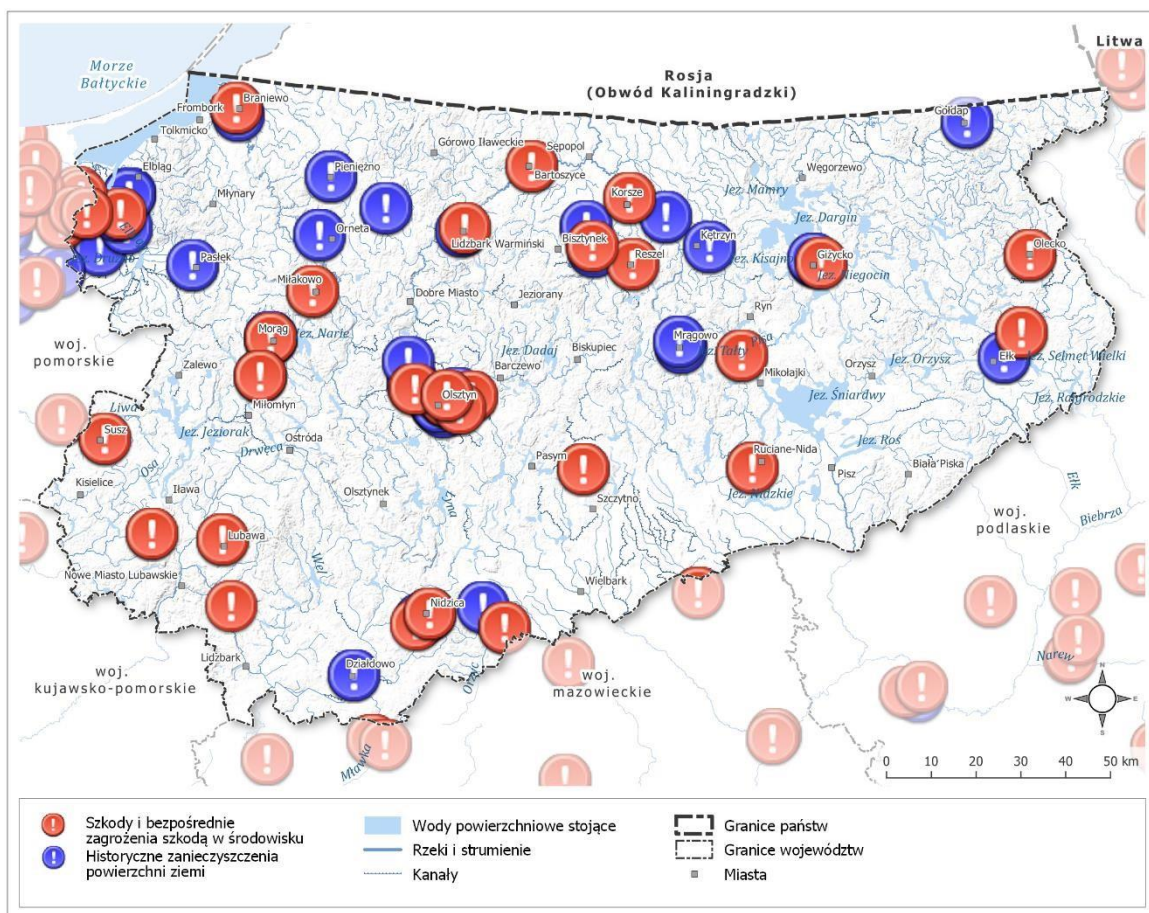 Litwa
Morze
Bałtyckie
Rosja
(Obwód Kaliningradzki)
Braniewo
Frombork
Tolkmicko
Gołdap
Górowo Iławeckie
Sępopol
Bartoszyce
Elbląg
Pieniężno
Węgorzewo
Młynary
Korsze
Jez. Mamry
Jez. Dargin
Orneta
Lidzbark Warmiński
Bisztynek
Kętrzyn
Olecko
Pasłęk
Reszel
Jez. Kisajno
Giżycko
Jez. Niegocin
Miłakowo
Dobre Miasto
Jeziorany
Ryn
Jez. Narie
Morąg
woj.
pomorskie
Jez. Dadaj
Biskupiec
Mrągowo
Jez. Tałty
Ełk
Jez. Selmęt Wielki
Zalewo
Barczewo
Mikołajki
Orzysz
Jez. Orzysz
Jez. Rajgrodzkie
Liwa
Miłomłyn
Olsztyn
Jez. Śniardwy
Susz
Jez. Jeziorak
Ostróda
Drwęca
Jez. Roś
Osa
Pasym
Ruciane-Nida
Pisz
Biała Piska
Kisielice
Iława
Olsztynek
Łyna
Szczytno
Jez. Nidzkie
Ełk
woj.
podlaskie
Biebrza
Lubawa
Wel
Nowe Miasto Lubawskie
Wielbark
Nidzica
Lidzbark
woj.
kujawsko-pomorskie
Działdowo
Orzyc
woj.
mazowieckie
Narew
N
W
E
S
Mławka
0 10 20 30 40 50 km
Szkody i bezpośrednie
zagrożenia szkodą w środowisku
Historyczne zanieczyszczenia
powierzchni ziemi
Wody powierzchniowe stojące
Rzeki i strumienie
Kanały
Granice państw
Granice województw
Miasta